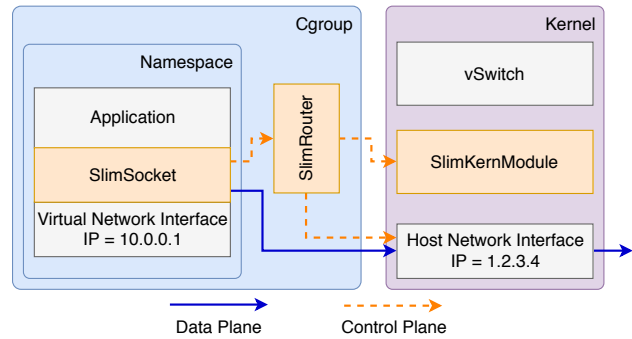 Cgroup
Kernel
Namespace
vSwitch
Application
SlimRouter
SlimSocket
SlimKernModule
Virtual Network Interface
IP = 10.0.0.1
Host Network Interface
IP = 1.2.3.4
Data Plane
Control Plane